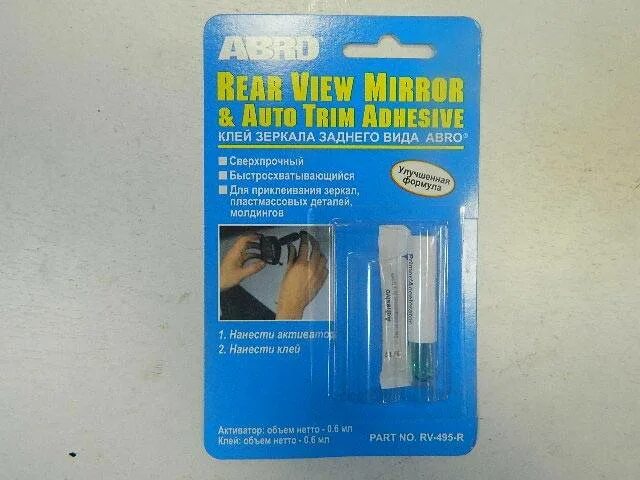 ABRO
REAR VIEW MIRROR
& AUTO TRIM ADHESIVE
КЛЕЙ ЗЕРКАЛА ЗАДНЕГО ВИДА ABRO®
Сверхпрочный
Быстросхватывающийся
Для приклеивания зеркал,
пластмассовых деталей,
молдингов
Улучшенная
формула
1. Нанести активатор
2. Нанести клей
Adhesive
Primer/Activator
Активатор: объем нетто - 0.6 мл
Клей: объем нетто - 0.6 мл
PART NO. RV-495-R